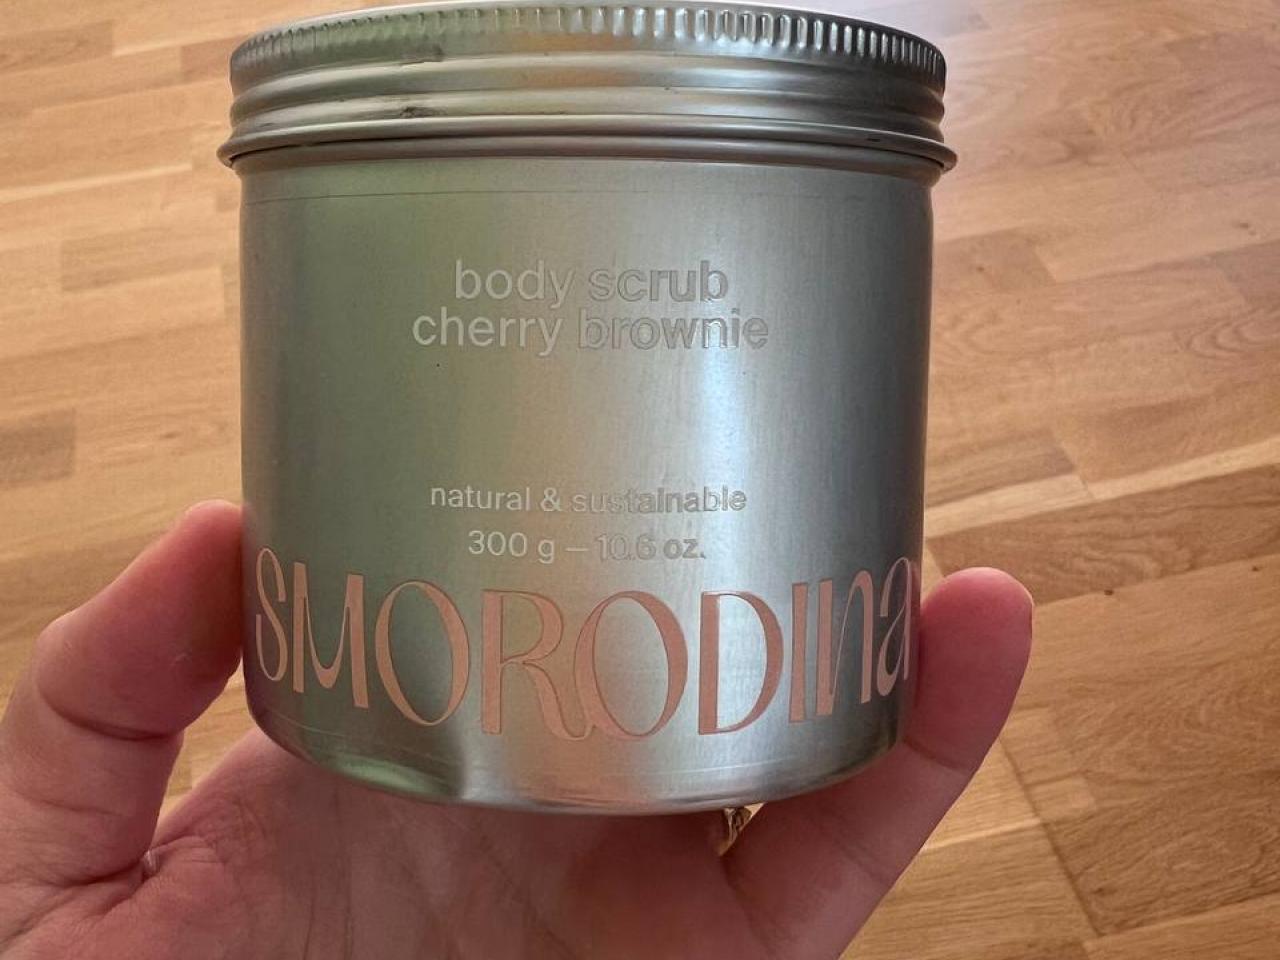 body scrub
cherry brownie
natural & sustainable
300 g – 10.6 oz.
SMORODINA